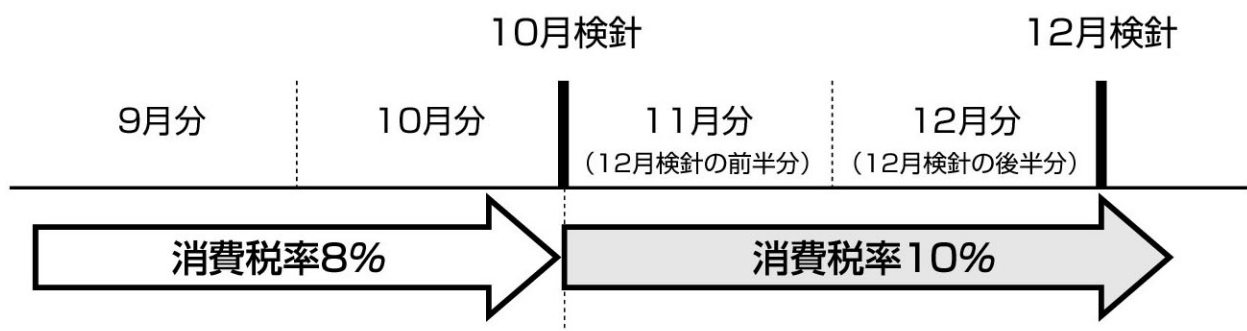 10月検針
12月検針
9月分
10月分
11月分
12月分
（12月検針の前半分）
（12月検針の後半分）
消費税率8%
消費税率10%